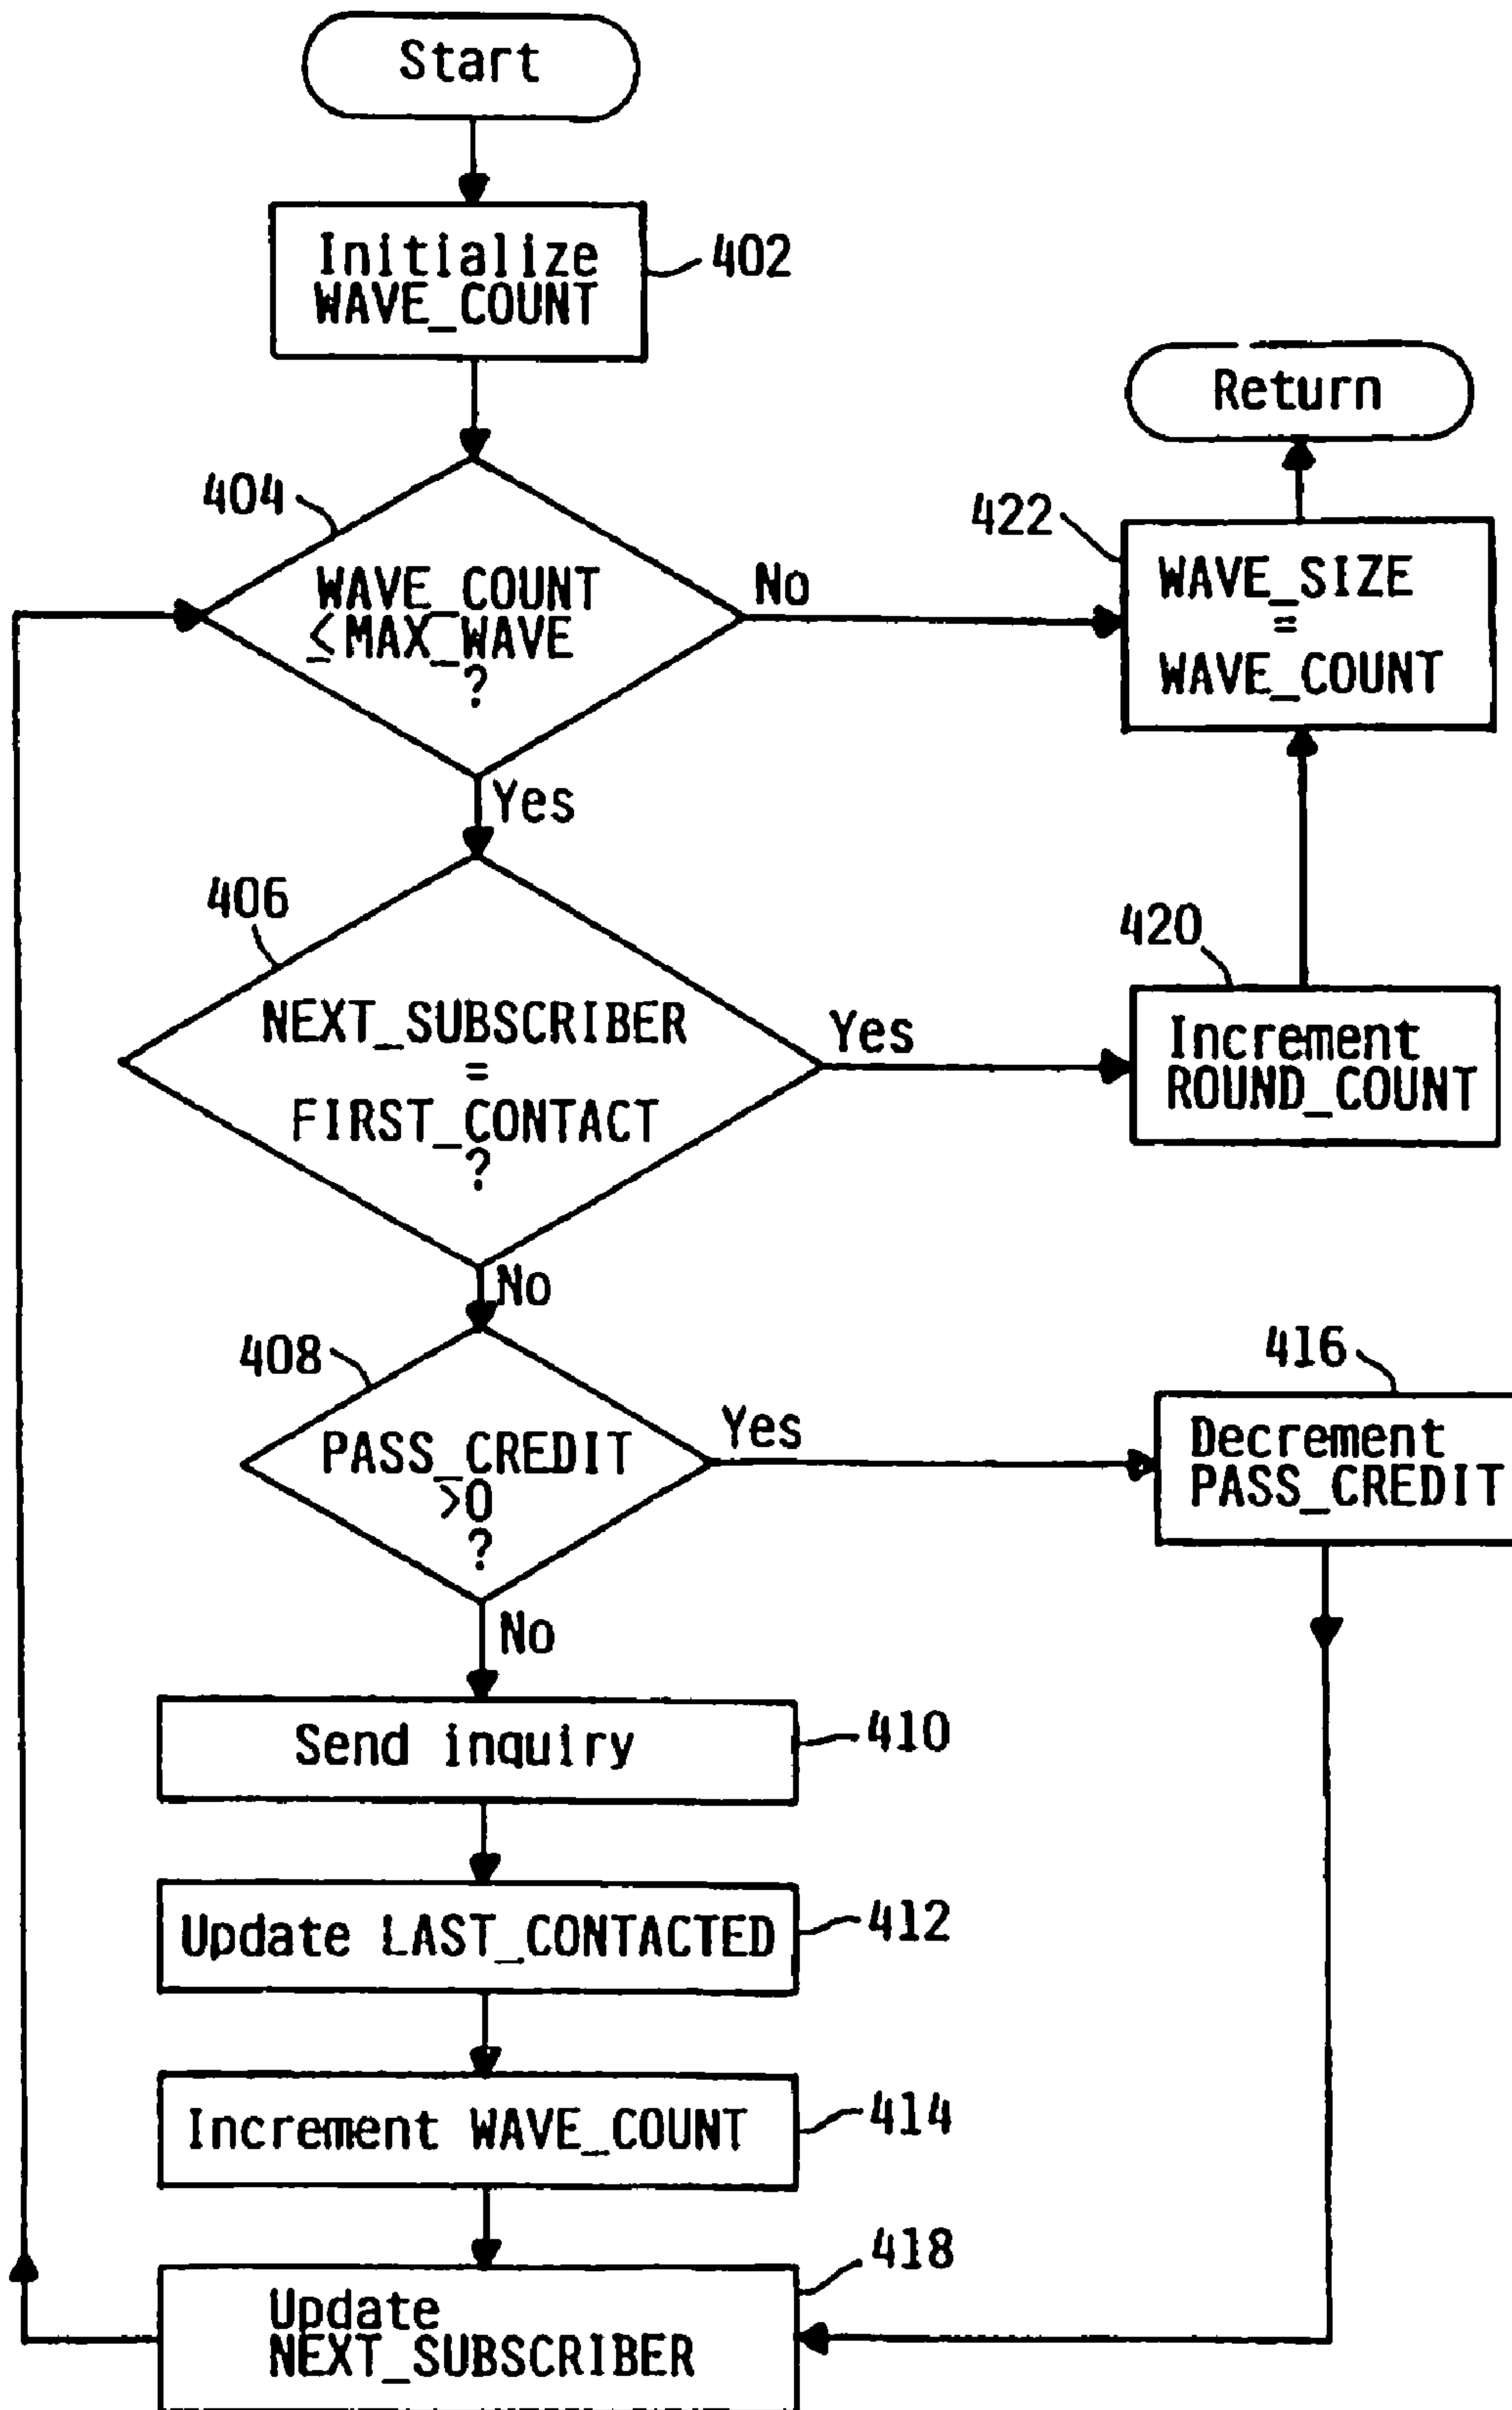 Start
Initialize
WAVE_COUNT
402
Return
404
WAVE_COUNT
≤MAX_WAVE
?
No
422
WAVE_SIZE
=
WAVE_COUNT
Yes
406
NEXT_SUBSCRIBER
=
FIRST_CONTACT
?
Yes
420
Increment
ROUND_COUNT
No
408
PASS_CREDIT
>0
?
Yes
416
Decrement
PASS_CREDIT
No
Send inquiry
410
Update LAST_CONTACTED
412
Increment WAVE_COUNT
414
Update
NEXT_SUBSCRIBER
418